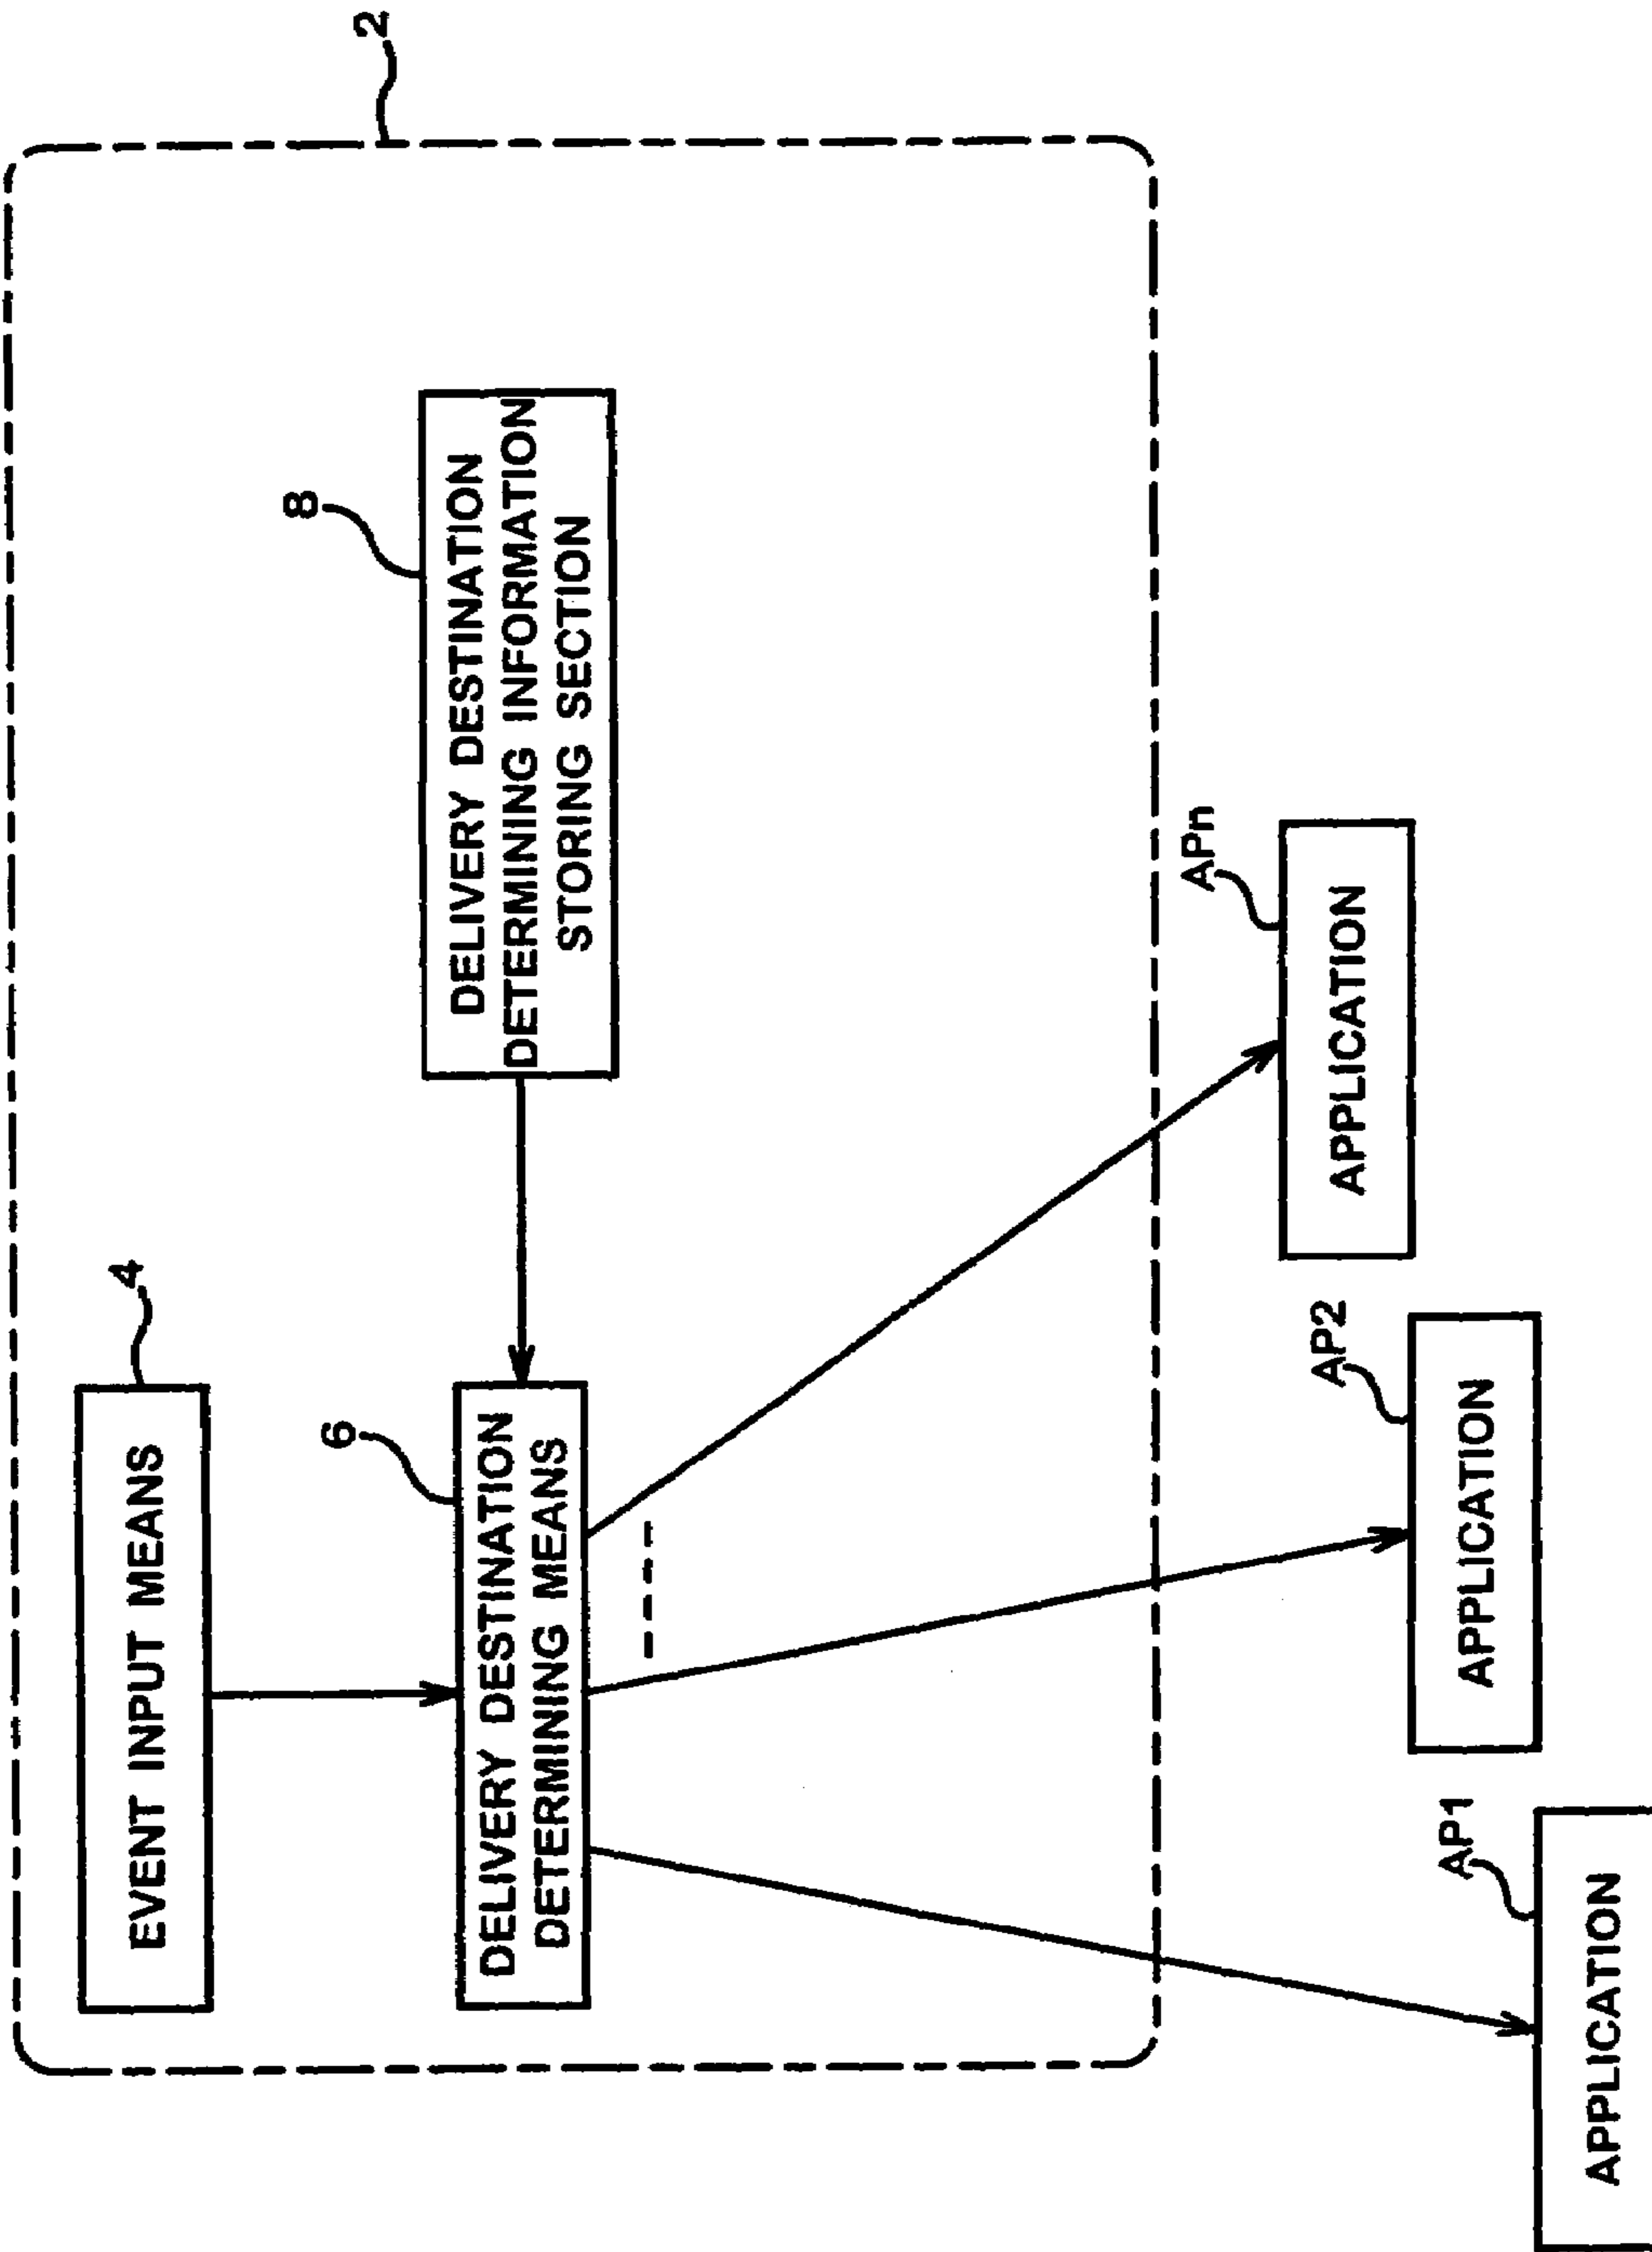 2
4
EVENT INPUT MEANS
6
DELIVERY DESTINATION
DETERMINING MEANS
8
DELIVERY DESTINATION
DETERMINING INFORMATION
STORING SECTION
AP1
APPLICATION
AP2
APPLICATION
APn
APPLICATION